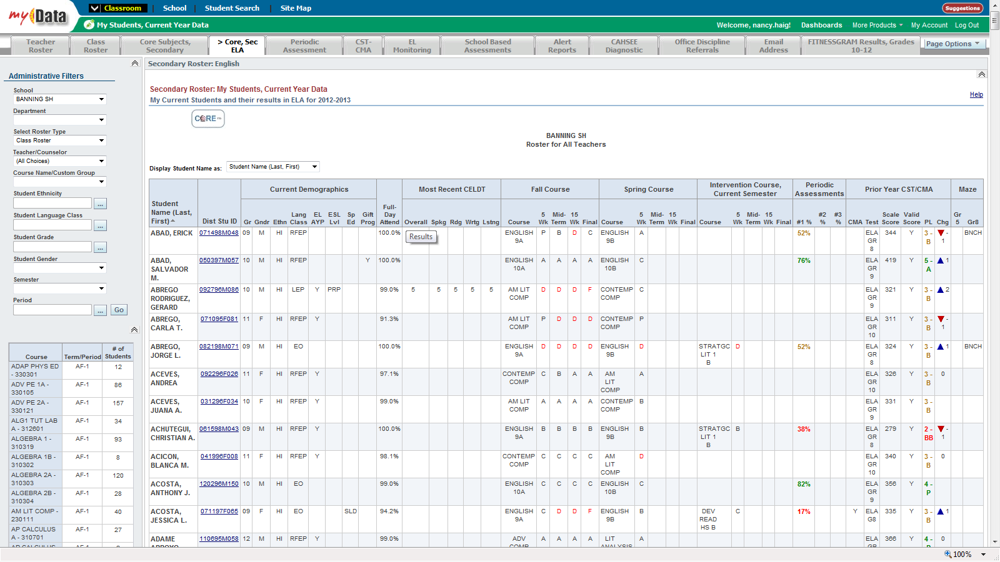 my Data
Classroom | School | Student Search | Site Map
Suggestions
My Students, Current Year Data
Welcome, nancy.haig! Dashboards More Products My Account Log Out
Teacher Roster
Class Roster
Core Subjects, Secondary
> Core, Sec ELA
Periodic Assessment
CST-CMA
EL Monitoring
School Based Assessments
Alert Reports
CAHSEE Diagnostic
Office Discipline Referrals
Email Address
FITNESSGRAM Results, Grades 10-12
Page Options
Administrative Filters
School
BANNING SH
Department
Select Roster Type
Class Roster
Teacher/Counselor
(All Choices)
Course Name/Custom Group
Student Ethnicity
...
Student Language Class
...
Student Grade
...
Student Gender
Semester
Period
... Go
Course Term/Period # of Students
ADAP PHYS ED - 330301 AF-1 12
ADV PE 1A - 330105 AF-1 86
ADV PE 2A - 330121 AF-1 157
ALG1 TUT LAB A - 312601 AF-1 34
ALGEBRA 1 - 310319 AF-1 93
ALGEBRA 1B - 310302 AF-1 8
ALGEBRA 2A - 310303 AF-1 120
ALGEBRA 2B - 310304 AF-1 28
AM LIT COMP - 230111 AF-1 40
AP CALCULUS A - 310701 AF-1 27
Secondary Roster: English
Secondary Roster: My Students, Current Year Data
My Current Students and their results in ELA for 2012-2013
Help
CORE
BANNING SH
Roster for All Teachers
Display Student Name as: Student Name (Last, First)
Student Name (Last, First) Dist Stu ID Current Demographics Full-Day Attend Most Recent CELDT Fall Course Spring Course Intervention Course, Current Semester Periodic Assessments Prior Year CST/CMA Maze
Gr Gndr Ethn Lang Class EL AYP ESL Lvl Sp Ed Gift Prog Overall Spkg Rdg Wrtg Lstng Course 5 Wk Mid-Term 15 Wk Final Course 5 Wk Mid-Term 15 Wk Final Course 5 Wk Mid-Term 15 Wk Final #1 % #2 % #3 % CMA Test Scale Score Valid Score PL Chg Gr 5 Gr8
ABAD, ERICK 071498M048 09 M HI RFEP 100.0% ENGLISH 9A P B D C ENGLISH 9B A 52% ELA GR 8 344 Y 3 - B - 1 BNCH
Results
ABAD, SALVADOR M. 050397M057 10 M HI RFEP Y 100.0% ENGLISH 10A A A A A ENGLISH 10B C 76% ELA GR 9 419 Y 5 - A 1
ABREGO RODRIGUEZ, GERARD 092796M086 10 M HI LEP Y PRP 99.0% 5 5 5 5 5 AM LIT COMP D D D F CONTEMP COMP C ELA GR 9 321 Y 3 - B 2
ABREGO, CARLA T. 071095F081 11 F HI RFEP Y 91.3% AM LIT COMP P D D D CONTEMP COMP P ELA GR 10 311 Y 3 - B - 1
ABREGO, JORGE L. 082198M071 09 M HI EO 100.0% ENGLISH 9A D D D D ENGLISH 9B D STRATGC LIT 1 B D 52% ELA GR 8 324 Y 3 - B 1 BNCH
ACEVES, ANDREA 092296F026 11 F HI RFEP Y 97.1% CONTEMP COMP C B A A AM LIT COMP A ELA GR 10 326 Y 3 - B 0
ACEVES, JUANA A. 031296F034 10 F HI RFEP Y 99.0% AM LIT COMP A A A A CONTEMP COMP B ELA GR 9 331 Y 3 - B
ACHUTEGUI, CHRISTIAN A. 061598M043 09 M HI RFEP Y 100.0% ENGLISH 9A B B B B ENGLISH 9B B STRATGC LIT 1 B B 38% ELA GR 8 279 Y 2 - BB - 1
ACICON, BLANCA M. 041996F008 11 F HI RFEP Y 98.1% CONTEMP COMP C C C C AM LIT COMP D ELA GR 10 340 Y 3 - B 0
ACOSTA, ANTHONY J. 120296M150 10 M HI EO 99.0% ENGLISH 10A C C C C ENGLISH 10B C 82% ELA GR 9 356 Y 4 - P
ACOSTA, JESSICA L. 071197F065 09 F HI EO SLD 94.2% ENGLISH 9A C D D F ENGLISH 9B B DEV READ HS B C 17% Y ELA G8 335 Y 3 - B 1
ADAME 110695M058 12 M HI RFEP Y 99.0% ADV COMP A A A A LIT ANALYSIS A ELA GR 366 Y 4 - 0
100%